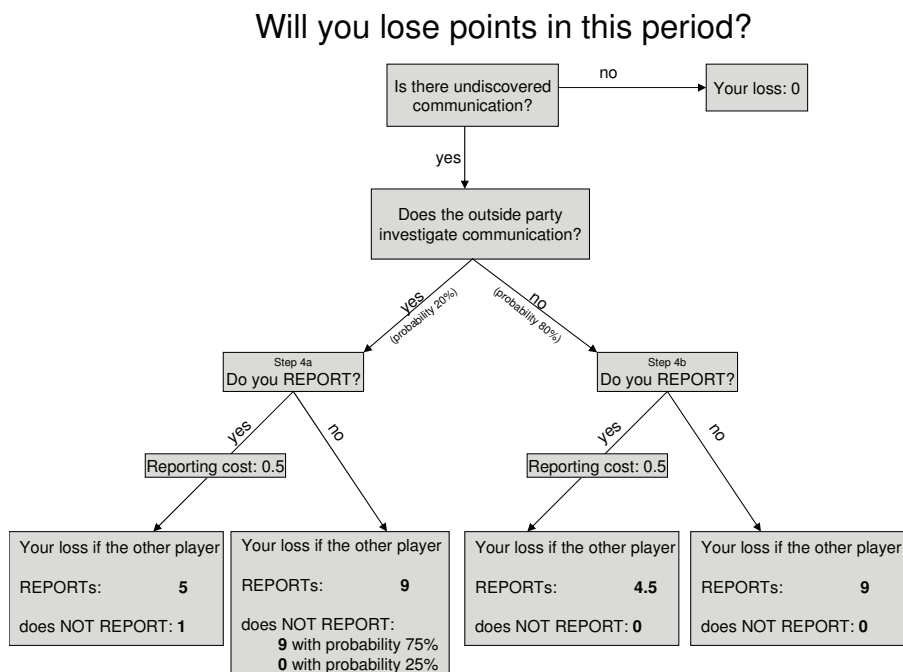 Will you lose points in this period?
Is there undiscovered
communication?
no
Your loss: 0
yes
Does the outside party
investigate communication?
yes
(probability 20%)
no
(probability 80%)
Step 4a
Do you REPORT?
Step 4b
Do you REPORT?
yes
no
yes
no
Reporting cost: 0.5
Reporting cost: 0.5
Your loss if the other player
REPORTs: 5
does NOT REPORT: 1
Your loss if the other player
REPORTs: 9
does NOT REPORT:
9 with probability 75%
0 with probability 25%
Your loss if the other player
REPORTs: 4.5
does NOT REPORT: 0
Your loss if the other player
REPORTs: 9
does NOT REPORT: 0